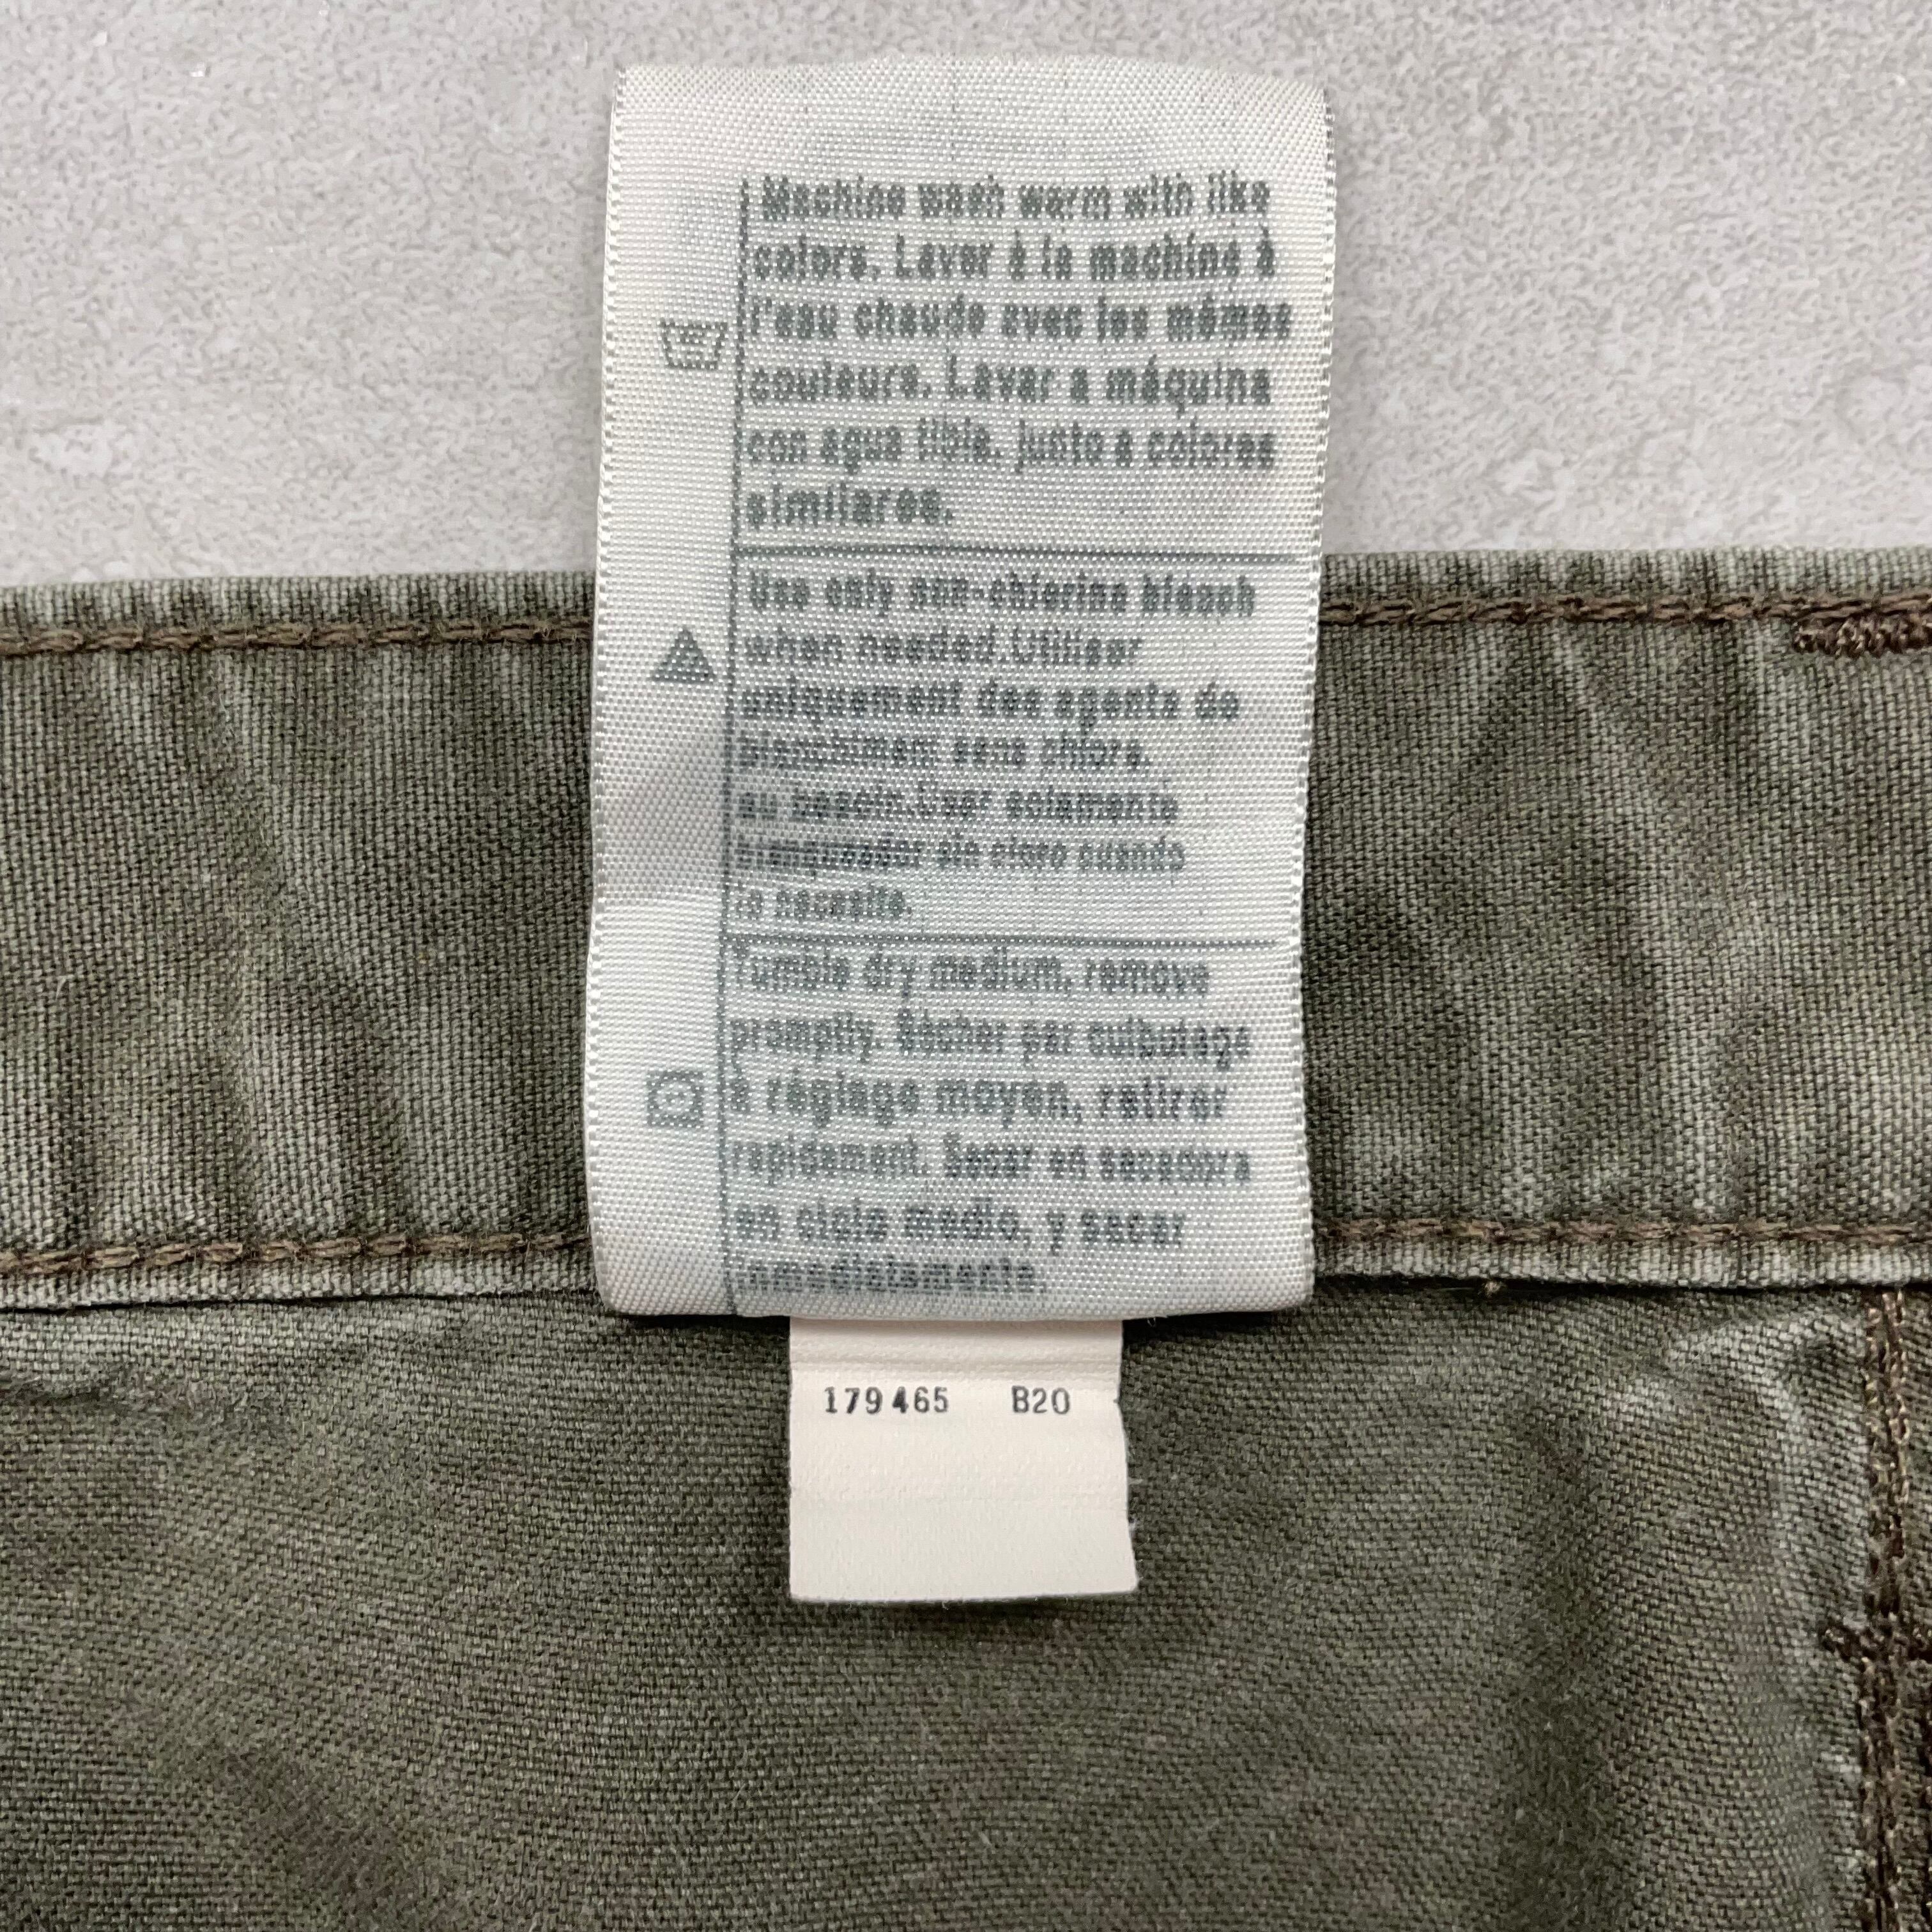 Machine wash warm with like
colors. Laver à la machine à
l'eau chaude avec les mêmes
couleurs. Lavar a máquina
con agua tibia, junto a colores
similares.
Use only non-chlorine bleach
when needed.Utiliser
uniquement des agents de
blanchiment sans chlore,
au besoin.Usar solamente
blanqueador sin cloro cuando
lo necesite.
Tumble dry medium, remove
promptly. Sécher par culbutage
à réglage moyen, retirer
rapidement. Secar en secadora
en ciclo medio, y sacar
inmediatamente.
179465 B20